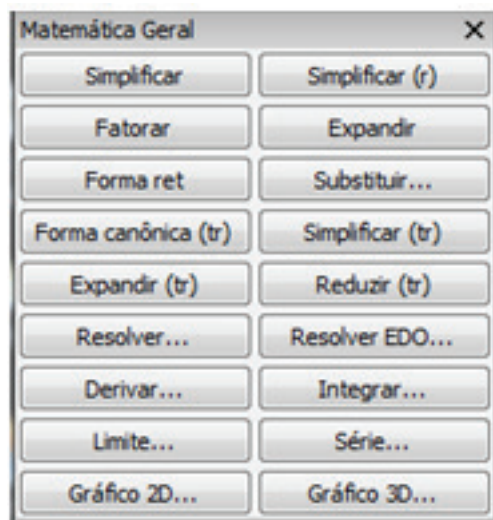 Matemática Geral
Simplificar Simplificar (r)
Fatorar Expandir
Forma ret Substituir...
Forma canônica (tr) Simplificar (tr)
Expandir (tr) Reduzir (tr)
Resolver... Resolver EDO...
Derivar... Integrar...
Limite... Série...
Gráfico 2D... Gráfico 3D...